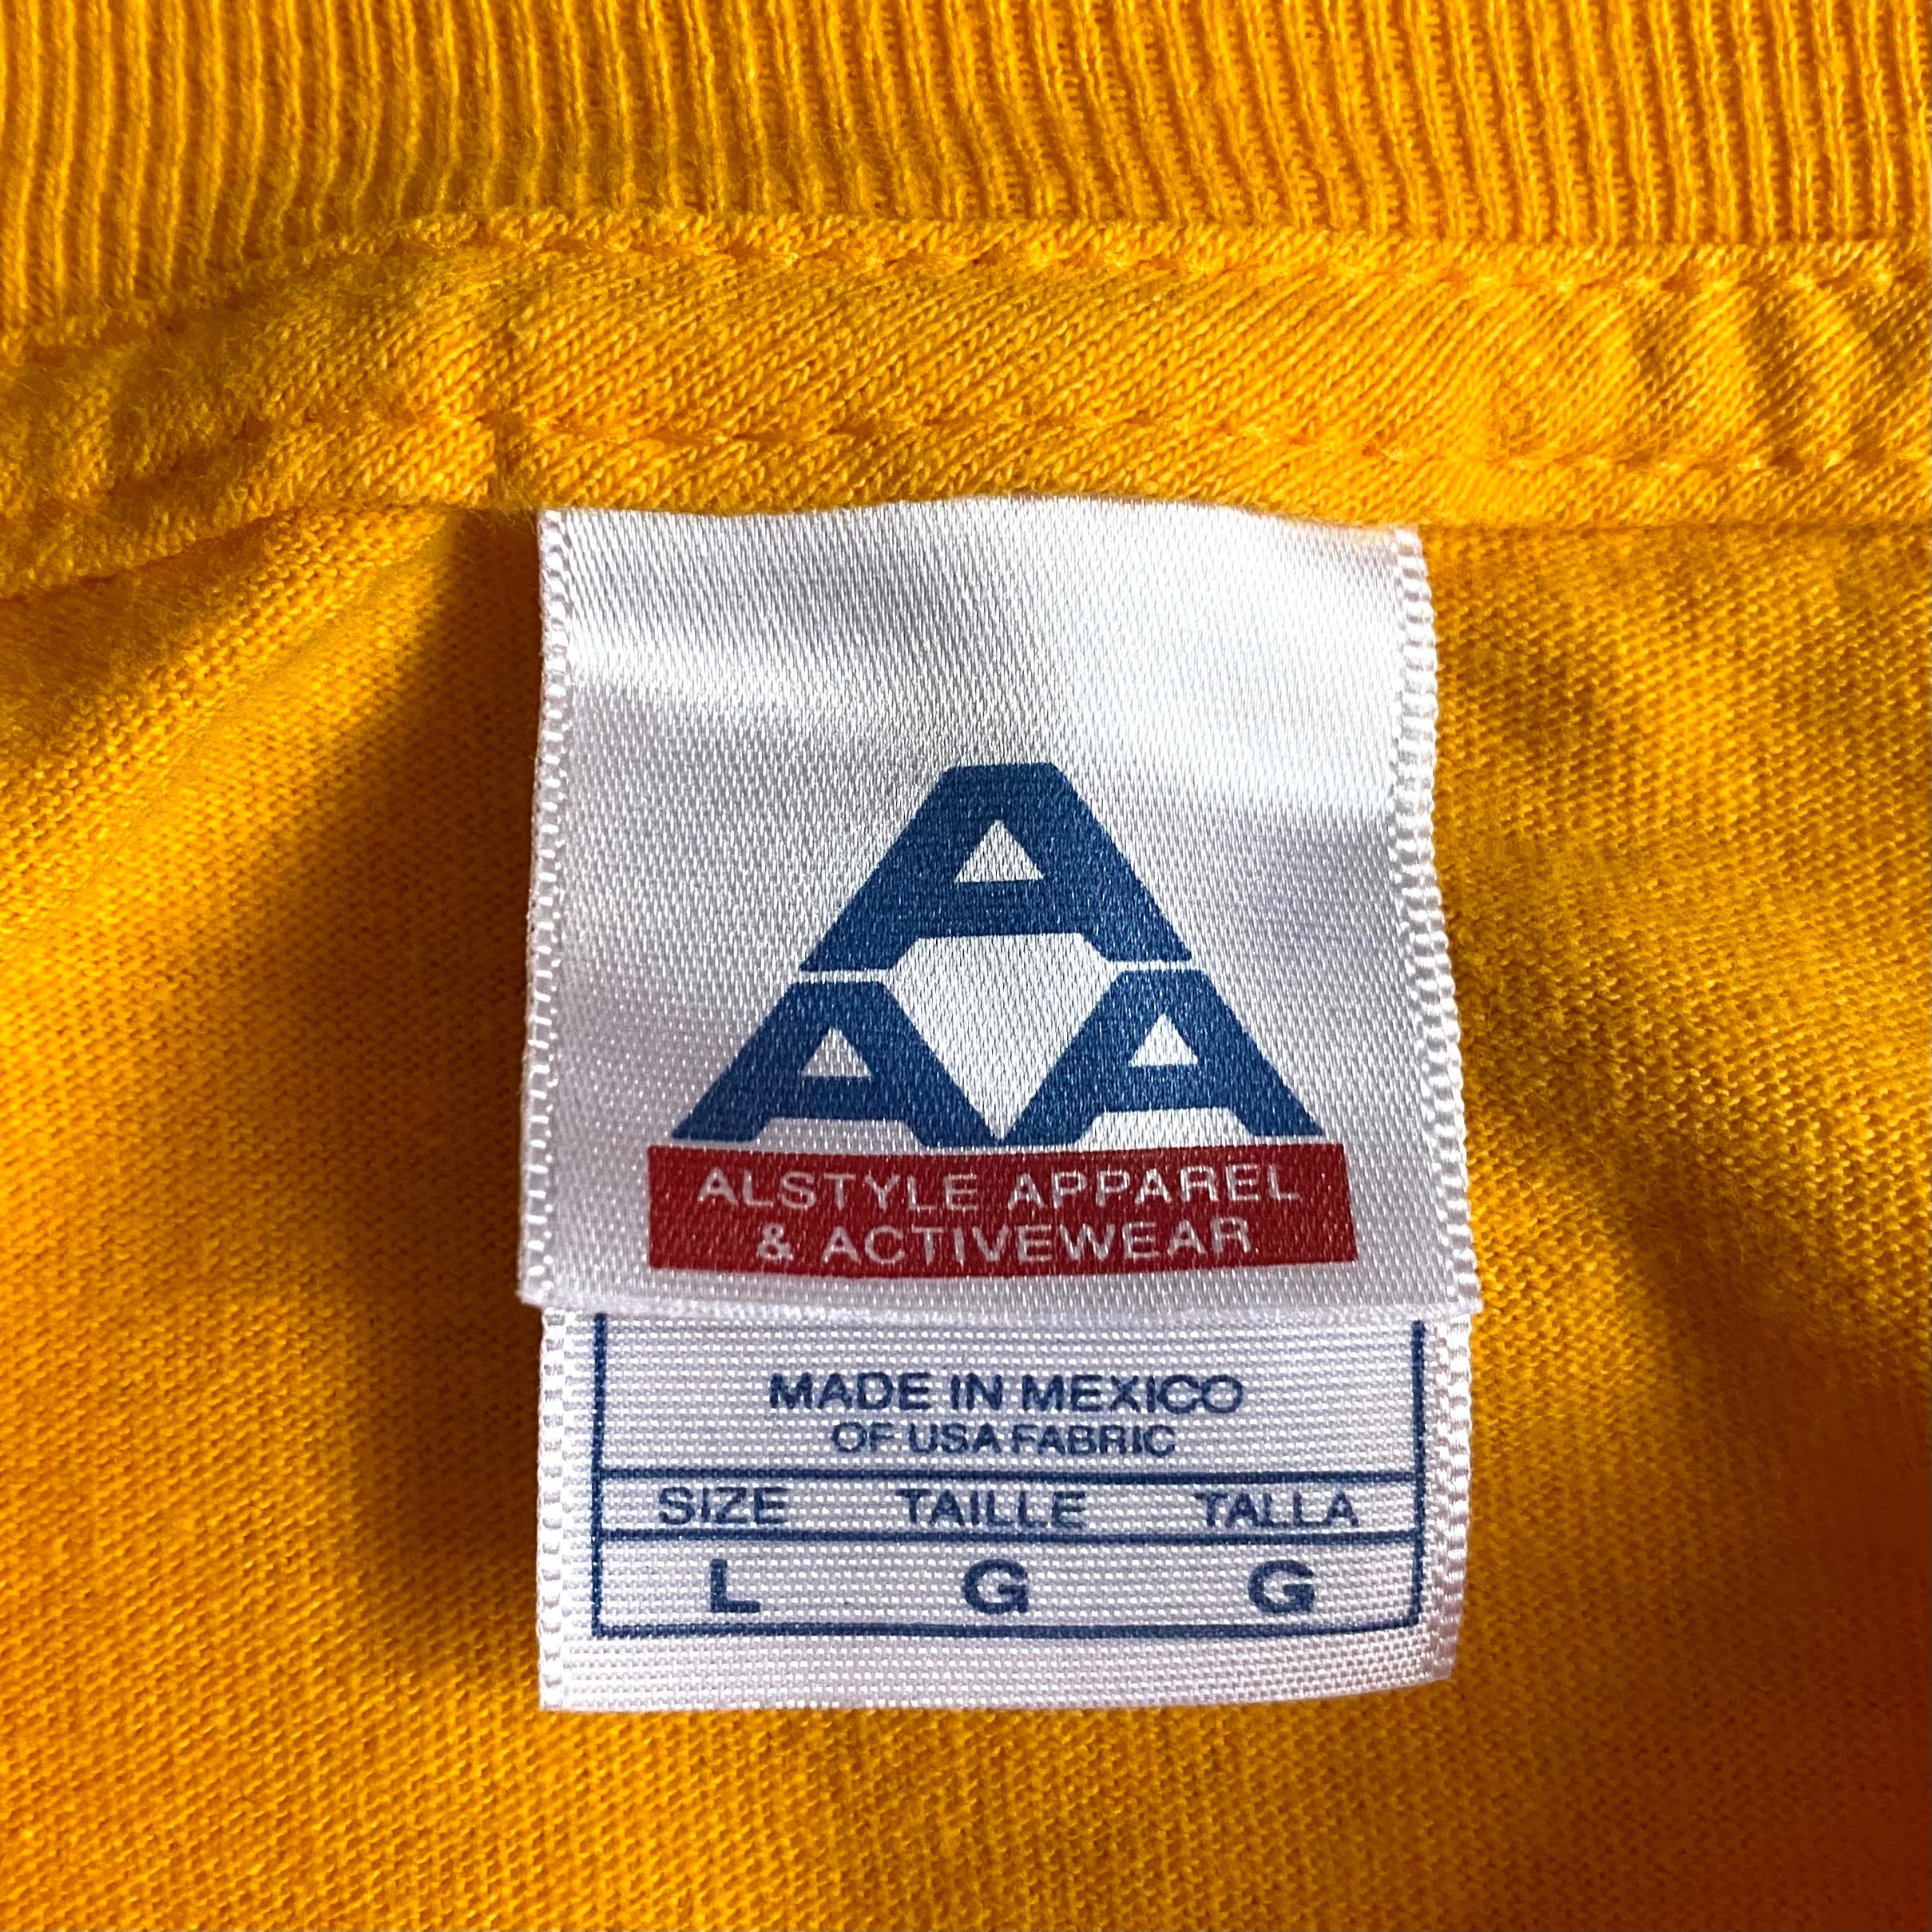 A
A A
ALSTYLE APPAREL
& ACTIVEWEAR
MADE IN MEXICO
OF USA FABRIC
SIZE TAILLE TALLA
L G G